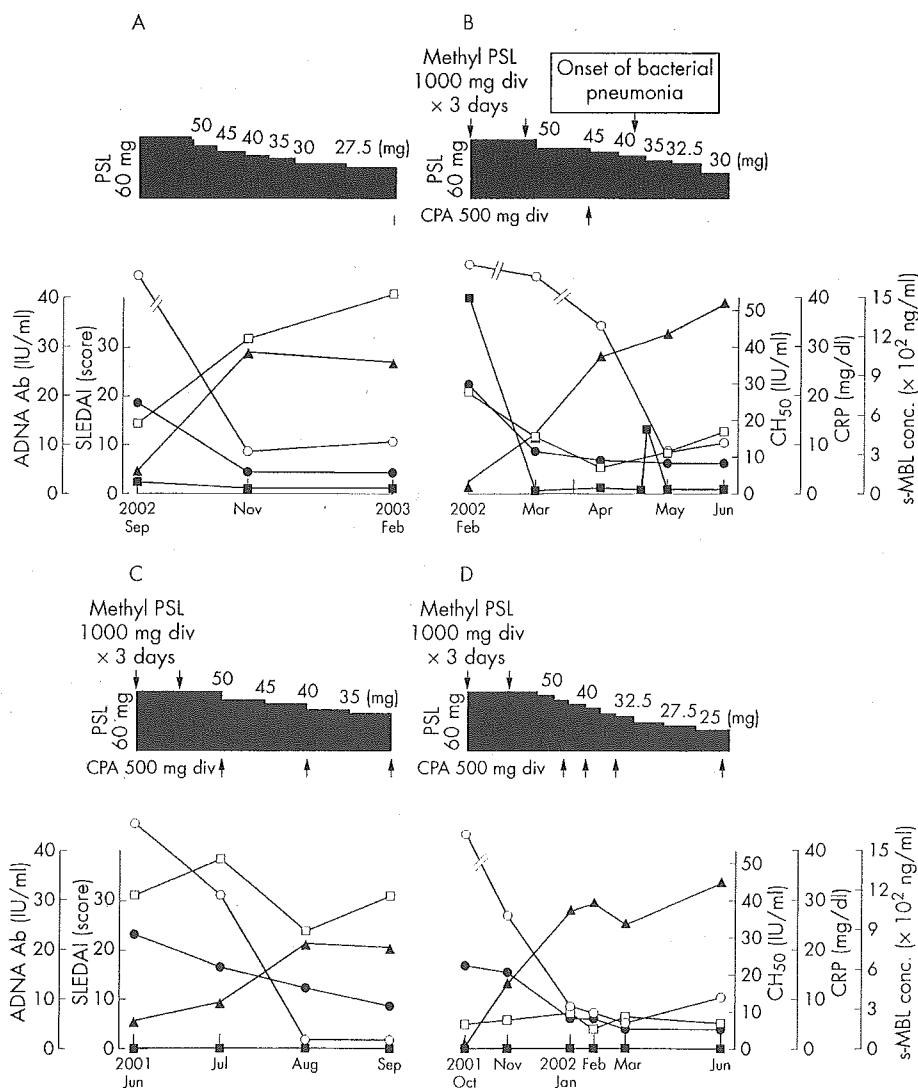 A
50 45 40 35 30 27.5 (mg)
PSL
60 mg
B
Methyl PSL
1000 mg div
× 3 days
Onset of bacterial
pneumonia
50 45 40 35 32.5 30 (mg)
PSL
60 mg
CPA 500 mg div
ADNA Ab (IU/ml)
40
30
20
10
0
SLEDAI (score)
30
20
10
0
2002
Sep
Nov
2003
Feb
2002
Feb
Mar
Apr
May
Jun
CH50 (IU/ml)
50
40
30
20
10
0
CRP (mg/dl)
40
30
20
10
0
s-MBL conc. (× 10² ng/ml)
15
12
9
6
3
0
C
Methyl PSL
1000 mg div
× 3 days
50 45 40 35 (mg)
PSL
60 mg
CPA 500 mg div
D
Methyl PSL
1000 mg div
× 3 days
50 40 32.5 27.5 25 (mg)
PSL
60 mg
CPA 500 mg div
ADNA Ab (IU/ml)
40
30
20
10
0
SLEDAI (score)
30
20
10
0
2001
Jun
Jul
Aug
Sep
2001
Oct
Nov
2002
Jan
Feb
Mar
Jun
CH50 (IU/ml)
50
40
30
20
10
0
CRP (mg/dl)
40
30
20
10
0
s-MBL conc. (× 10² ng/ml)
15
12
9
6
3
0